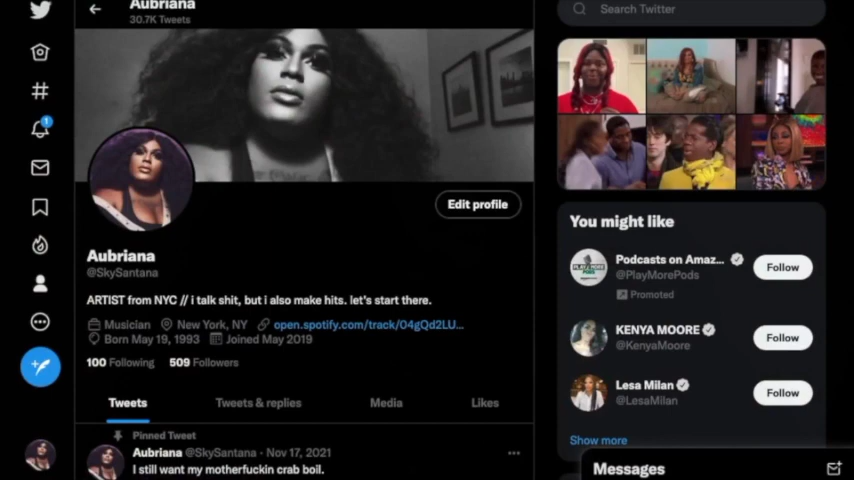 Aubriana
30.7K Tweets
Edit profile
Aubriana
@SkySantana
ARTIST from NYC // i talk shit, but i also make hits. let's start there.
Musician New York, NY open.spotify.com/track/04gQd2LU...
Born May 19, 1993 Joined May 2019
100 Following 509 Followers
Tweets Tweets & replies Media Likes
Pinned Tweet
Aubriana @SkySantana · Nov 17, 2021
I still want my motherfuckin crab boil.
Search Twitter
You might like
Podcasts on Amaz...
@PlayMorePods
Follow
Promoted
KENYA MOORE
@KenyaMoore
Follow
Lesa Milan
@LesaMilan
Follow
Show more
Messages
1